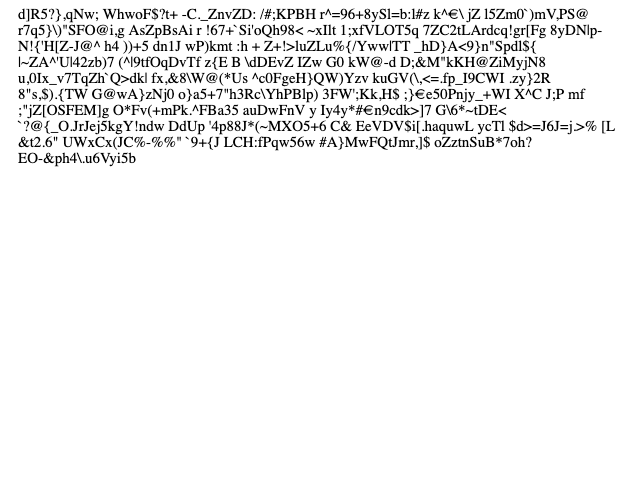 d]R5?},qNw; WhwoF$?t+ -C._ZnvZD: /#;KPBH r^=96+8ySl=b:l#z k^€\ jZ l5Zm0`)mV,PS@
r7q5}\)"SFO@i,g AsZpBsAi r !67+`Si'oQh98< ~xIlt 1;xfVLOT5q 7ZC2tLArdcq!gr[Fg 8yDN|p-
N!{'H[Z-J@^ h4 ))+5 dn1J wP)kmt :h + Z+!>luZLu%{/Yww|TT _hD}A<9}n"Spdl${
|~ZA^'U|42zb)7 (^|9tfOqDvTf z{E B \dDEvZ IZw G0 kW@-d D;&M"kKH@ZiMyjN8
u,0Ix_v7TqZh`Q>dk| fx,&8\W@(*Us ^c0FgeH}QW)Yzv kuGV(\,<=.fp_I9CWI .zy}2R
8"s,$).{TW G@wA}zNj0 o}a5+7"h3Rc\YhPBlp) 3FW';Kk,H$ ;}€e50Pnjy_+WI X^C J;P mf
;"jZ[OSFEM]g O*Fv(+mPk.^FBa35 auDwFnV y Iy4y*#€n9cdk>]7 G\6*~tDE<
`?@{_O.JrJej5kgY!ndw DdUp '4p88J*(~MXO5+6 C& EeVDV$i[.haquwL ycTl $d>=J6J=j.>% [L
&t2.6" UWxCx(JC%-%%" `9+{J LCH:fPqw56w #A}MwFQtJmr,]$ oZztnSuB*7oh?
EO-&ph4\.u6Vyi5b